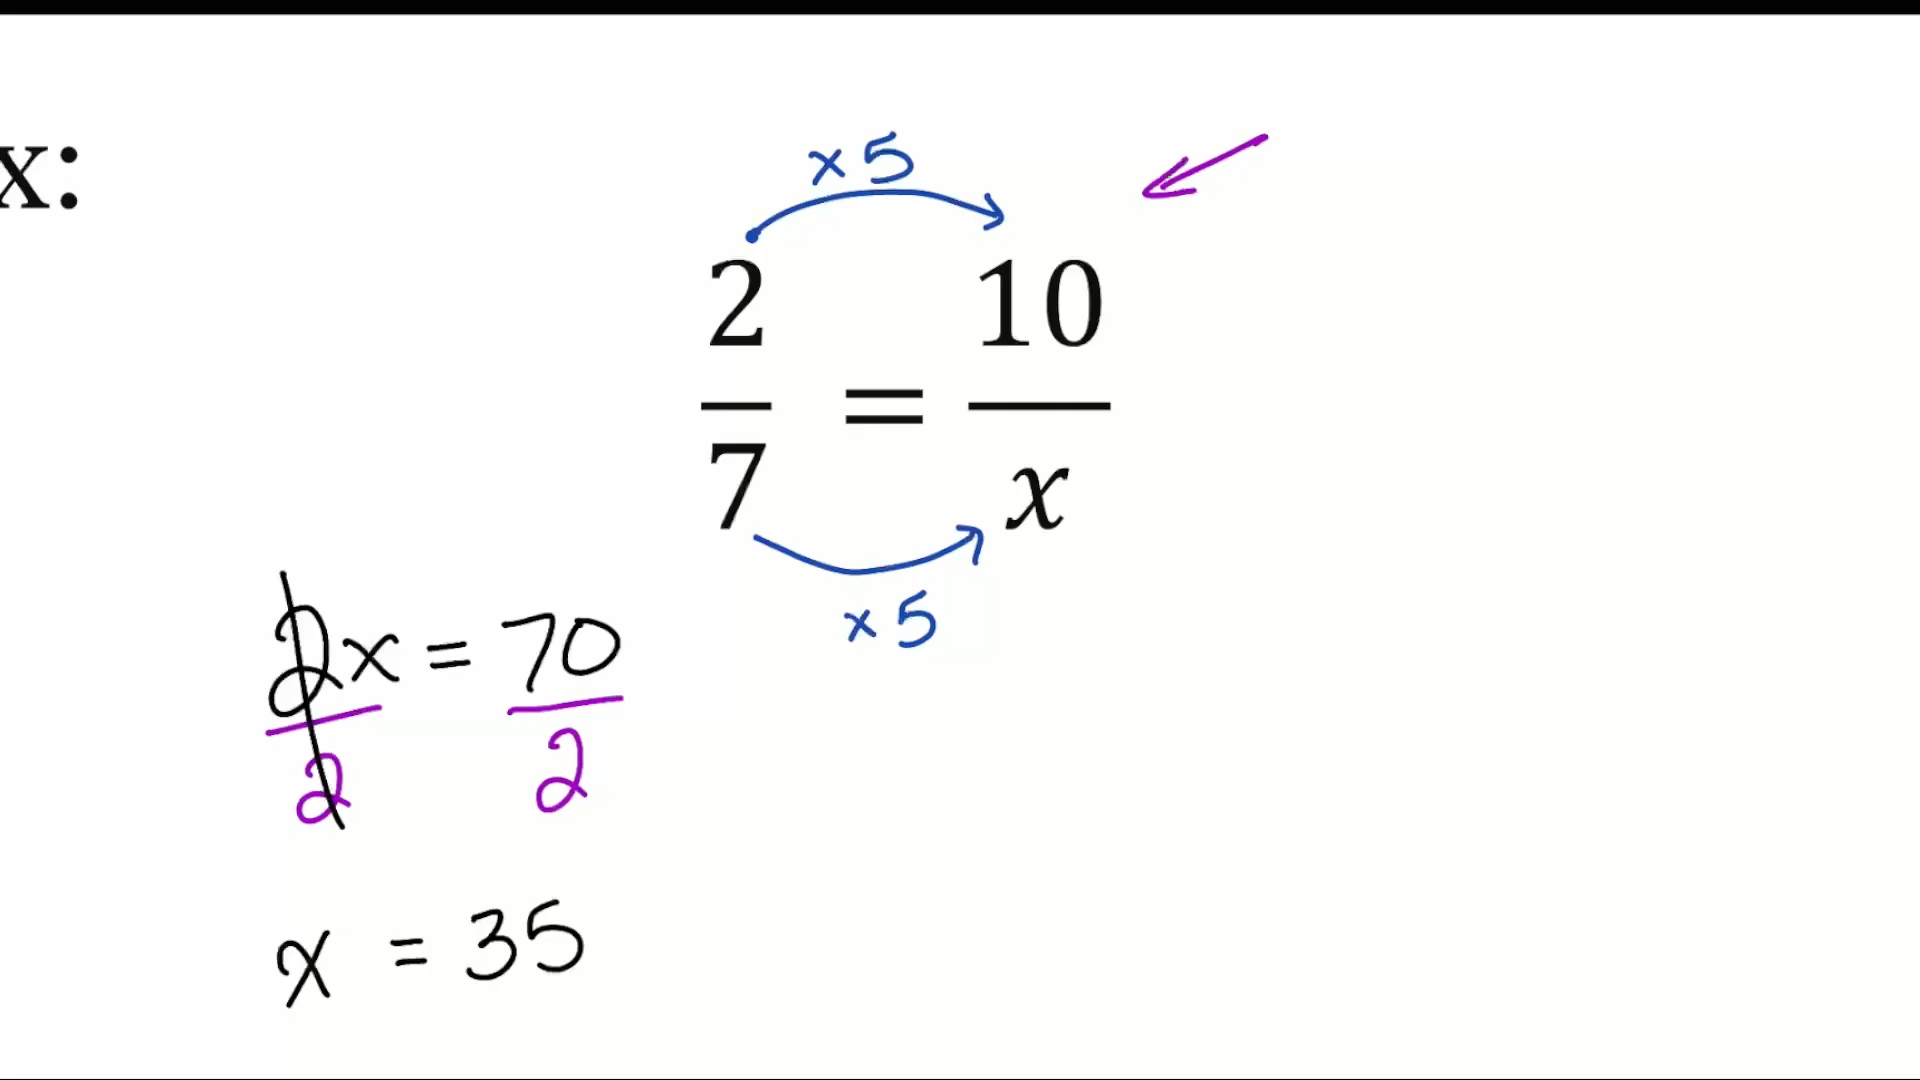 x:
×5
2/7 = 10/x
×5
2x = 70
2 2
x = 35